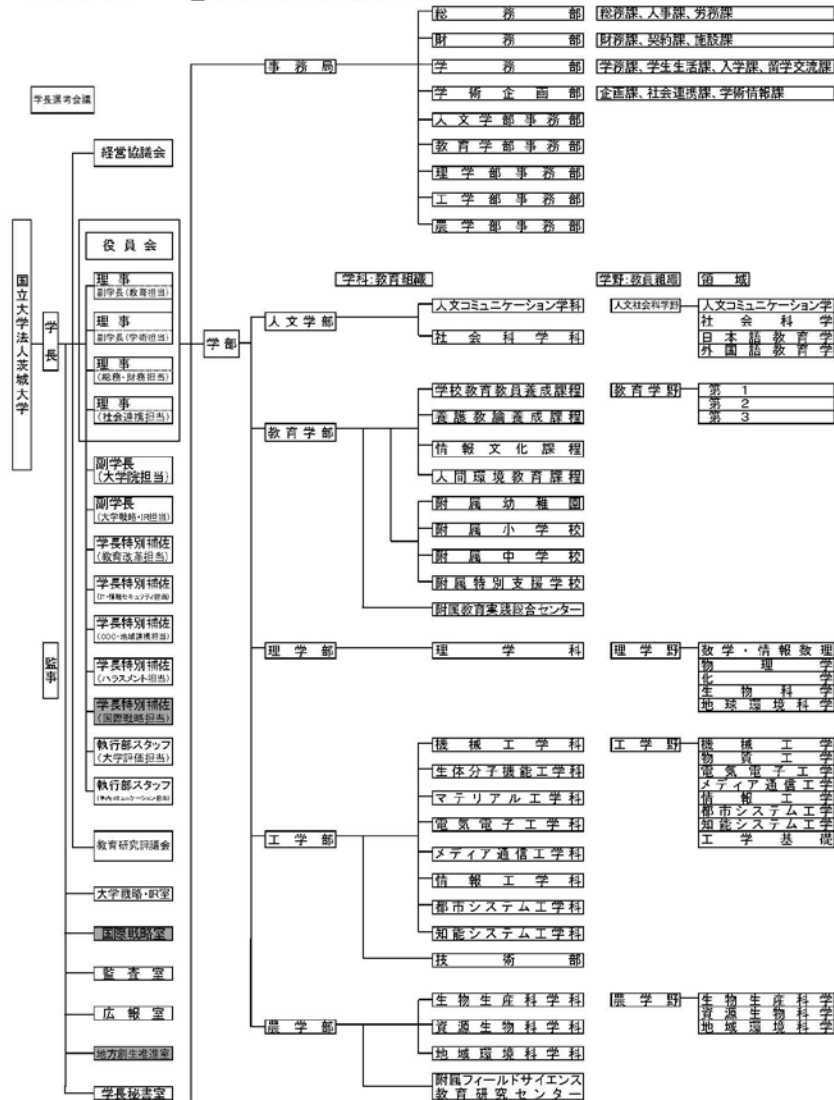 総務部 総務課、人事課、労務課
財務部 財務課、契約課、施設課
事務局 学務部 学務課、学生生活課、入学課、留学交流課
学術企画部 企画課、社会連携課、学術情報課
人文学部事務部
教育学部事務部
理学部事務部
工学部事務部
農学部事務部
学長選考会議
経営協議会
国立大学法人茨城大学
学長
監事
役員会
理事
副学長(教育担当)
理事
副学長(学術担当)
理事
(総務・財務担当)
理事
(社会連携担当)
副学長
(大学院担当)
副学長
(大学戦略・IR担当)
学長特別補佐
(教育改革担当)
学長特別補佐
(IT・情報セキュリティ担当)
学長特別補佐
(COC・地域連携担当)
学長特別補佐
(ハラスメント担当)
学長特別補佐
(国際戦略担当)
執行部スタッフ
(大学評価担当)
執行部スタッフ
(学内コミュニケーション担当)
教育研究評議会
大学戦略・IR室
国際戦略室
監査室
広報室
地方創生推進室
学長秘書室
学部
学科:教育組織 学野:教員組織 領域
人文学部
人文コミュニケーション学科
社会科学科
人文社会科学野
人文コミュニケーション学
社会科学
日本語教育学
外国語教育学
教育学部
学校教育教員養成課程
養護教諭養成課程
情報文化課程
人間環境教育課程
附属幼稚園
附属小学校
附属中学校
附属特別支援学校
附属教育実践総合センター
教育学野
第1
第2
第3
理学部
理学科
理学野
数学・情報数理
物理学
化学
生物科学
地球環境科学
工学部
機械工学科
生体分子機能工学科
マテリアル工学科
電気電子工学科
メディア通信工学科
情報工学科
都市システム工学科
知能システム工学科
技術部
工学野
機械工学
物質工学
電気電子工学
メディア通信工学
情報工学
都市システム工学
知能システム工学
工学基礎
農学部
生物生産科学科
資源生物科学科
地域環境科学科
附属フィールドサイエンス
教育研究センター
農学野
生物生産科学
資源生物科学
地域環境科学